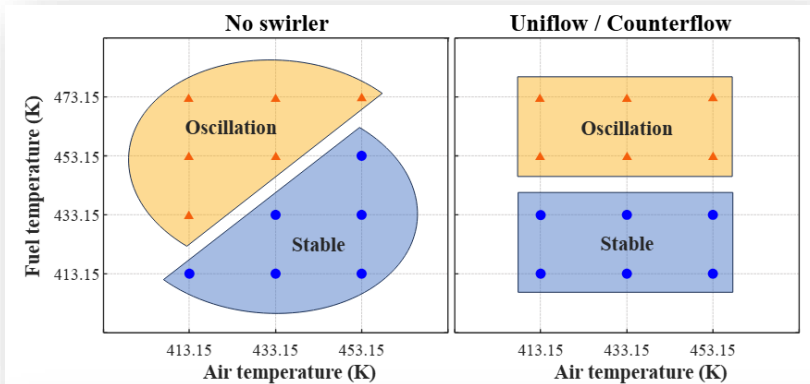 No swirler
Uniflow / Counterflow
Fuel temperature (K)
473.15
453.15
433.15
413.15
Oscillation
Stable
Oscillation
Stable
413.15
433.15
453.15
413.15
433.15
453.15
Air temperature (K)
Air temperature (K)